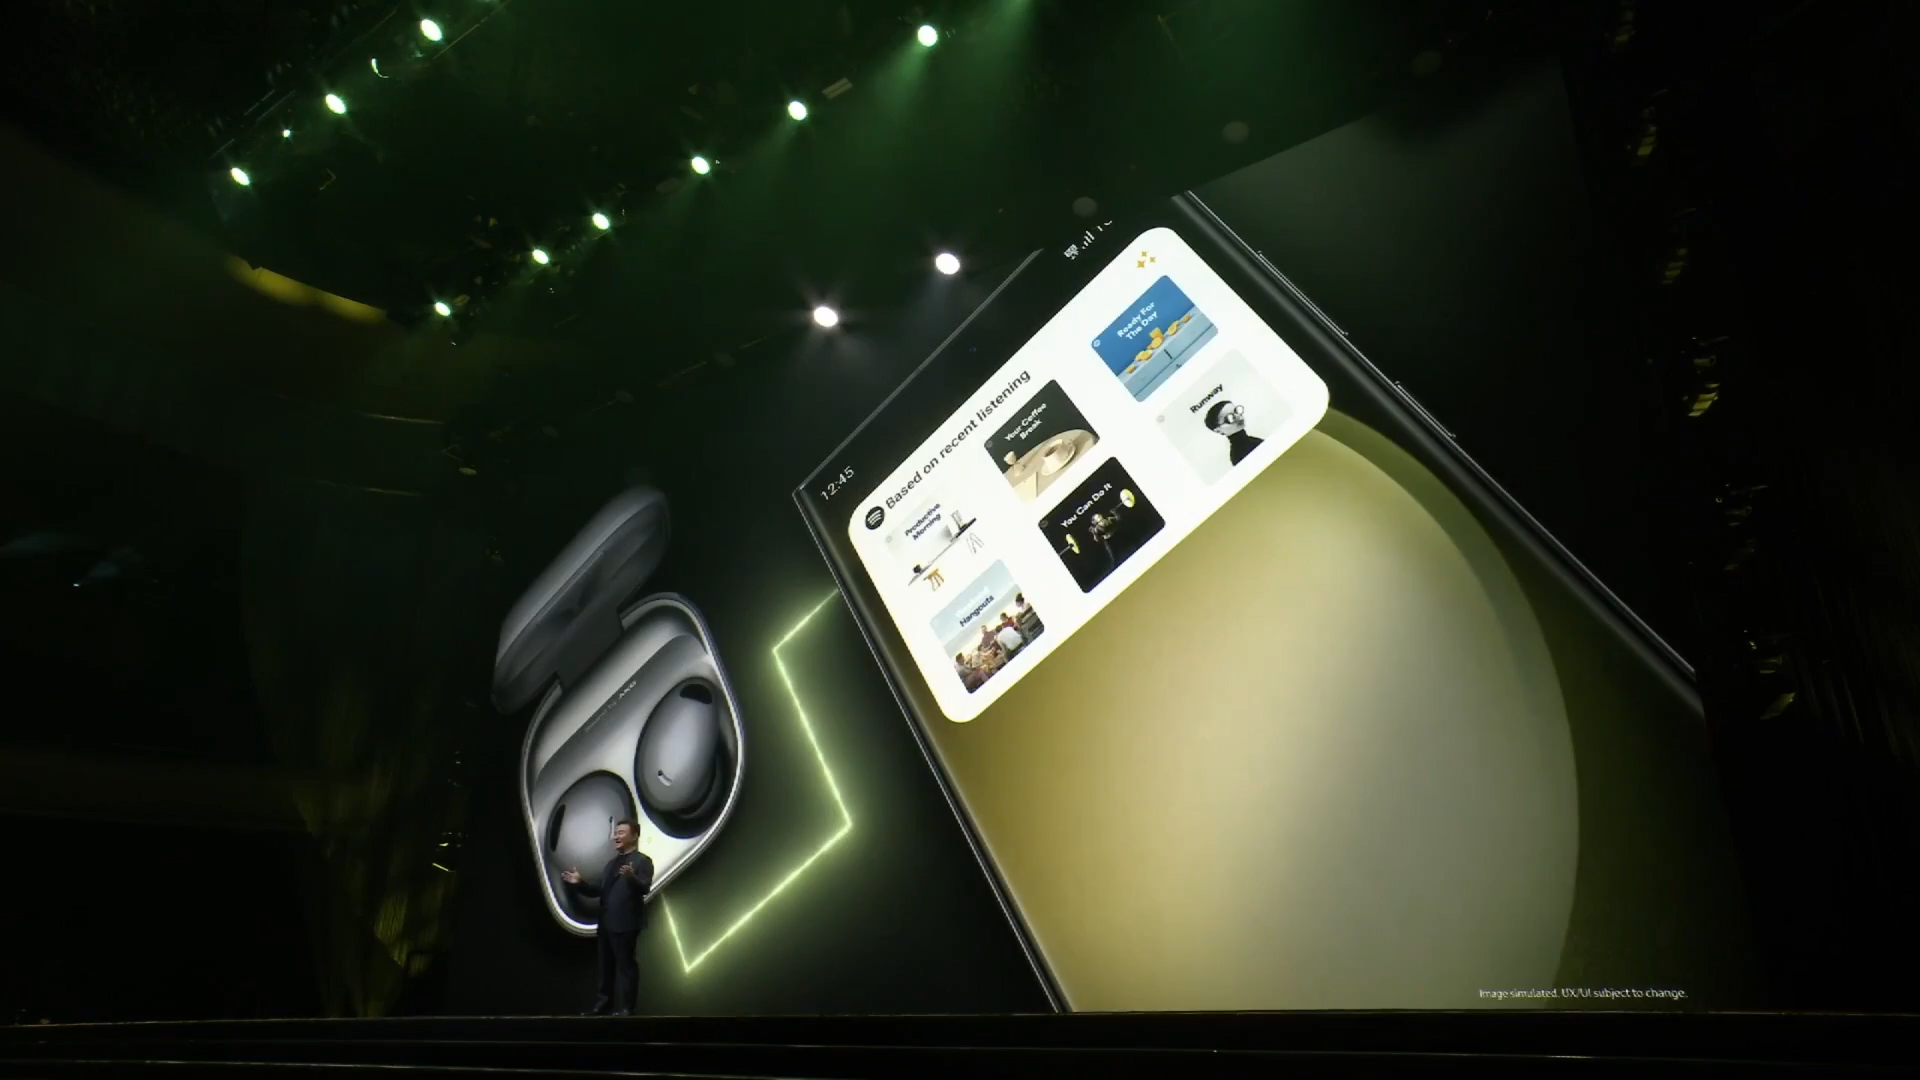 12:45
Based on recent listening
Productive
Morning
Your Coffee
Break
Ready For
The Day
Hangouts
You Can Do It
Runway
AKG
Image simulated. UX/UI subject to change.